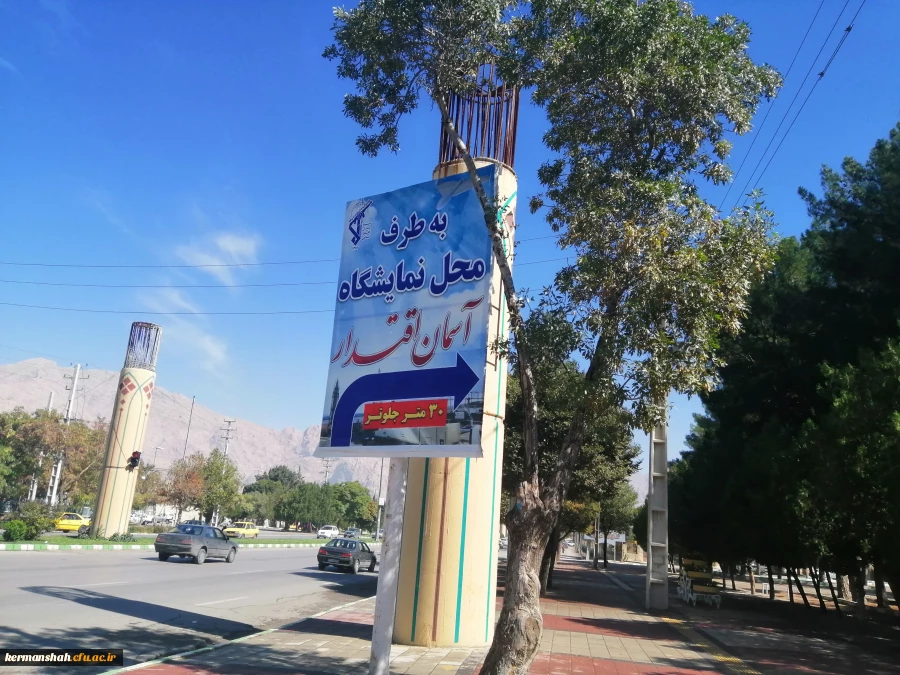 به طرف
محل نمایشگاه
آسمان اقتدار
۳۰ متر جلوتر
kermanshah.cfu.ac.ir